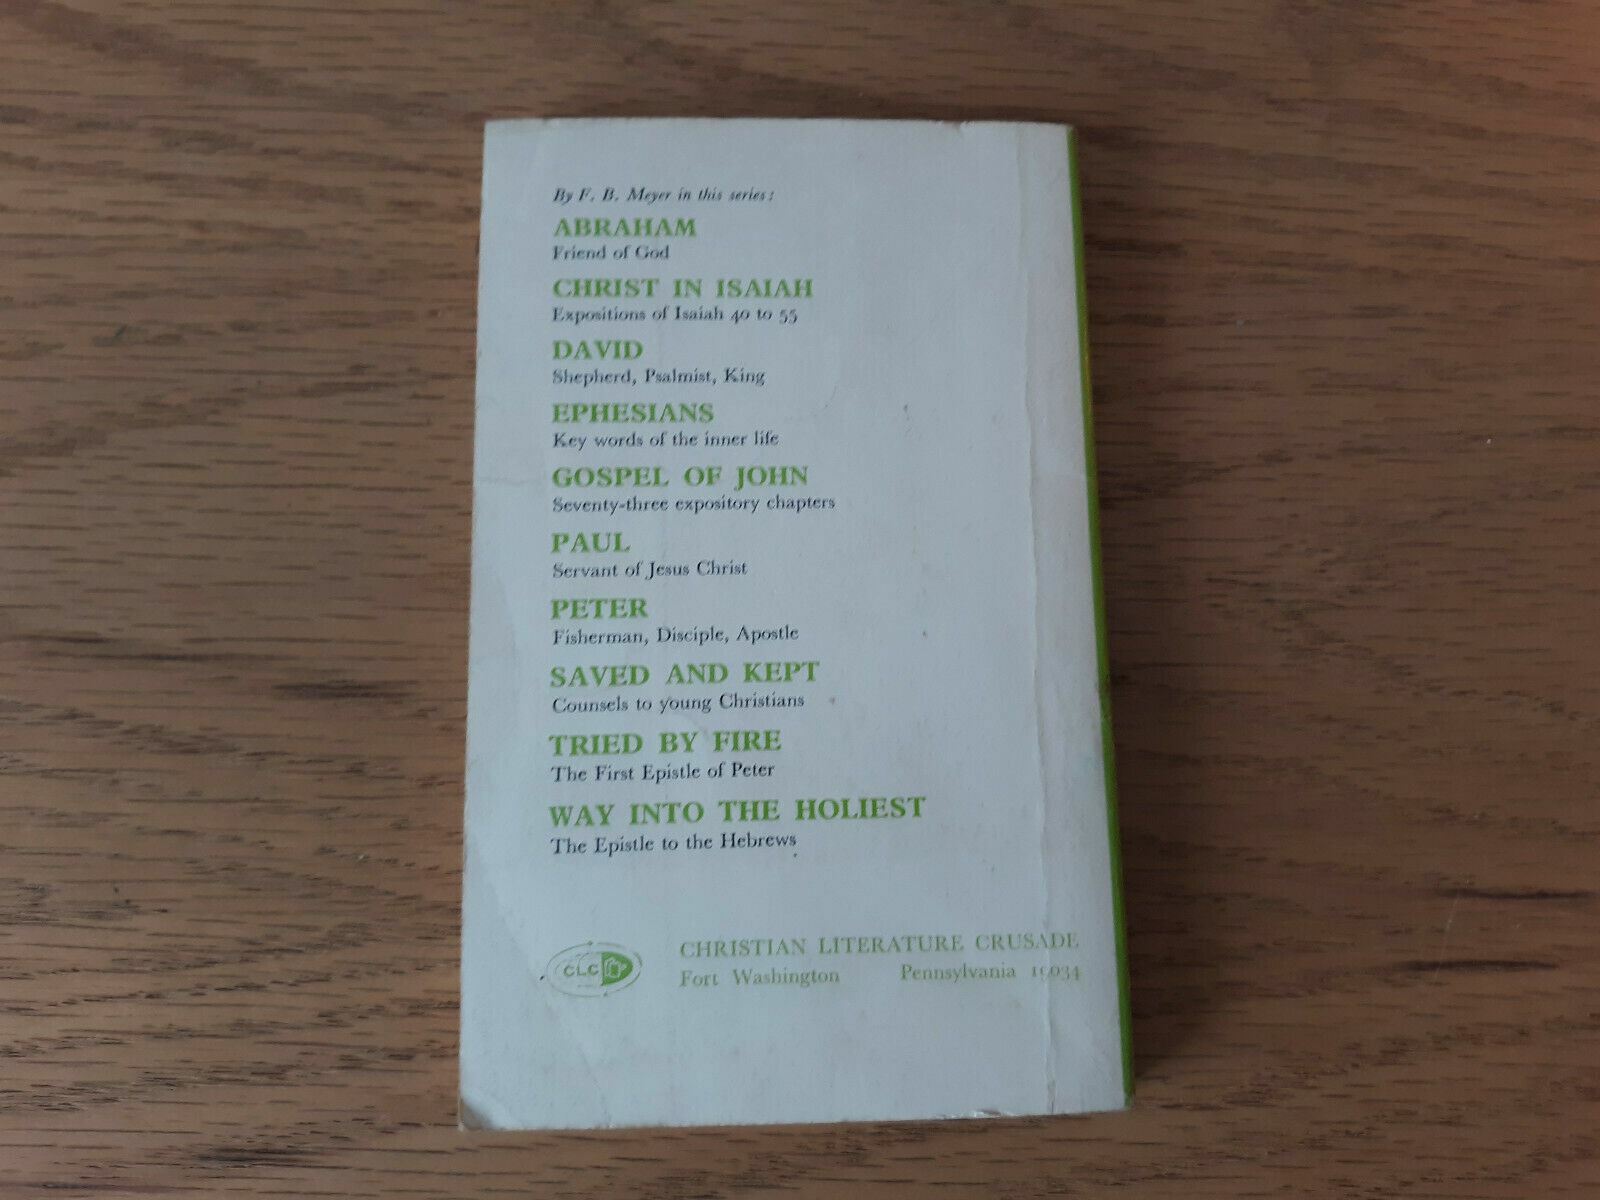 By F. B. Meyer in this series:
ABRAHAM
Friend of God
CHRIST IN ISAIAH
Expositions of Isaiah 40 to 55
DAVID
Shepherd, Psalmist, King
EPHESIANS
Key words of the inner life
GOSPEL OF JOHN
Seventy-three expository chapters
PAUL
Servant of Jesus Christ
PETER
Fisherman, Disciple, Apostle
SAVED AND KEPT
Counsels to young Christians
TRIED BY FIRE
The First Epistle of Peter
WAY INTO THE HOLIEST
The Epistle to the Hebrews
CLC
CHRISTIAN LITERATURE CRUSADE
Fort Washington Pennsylvania 19034